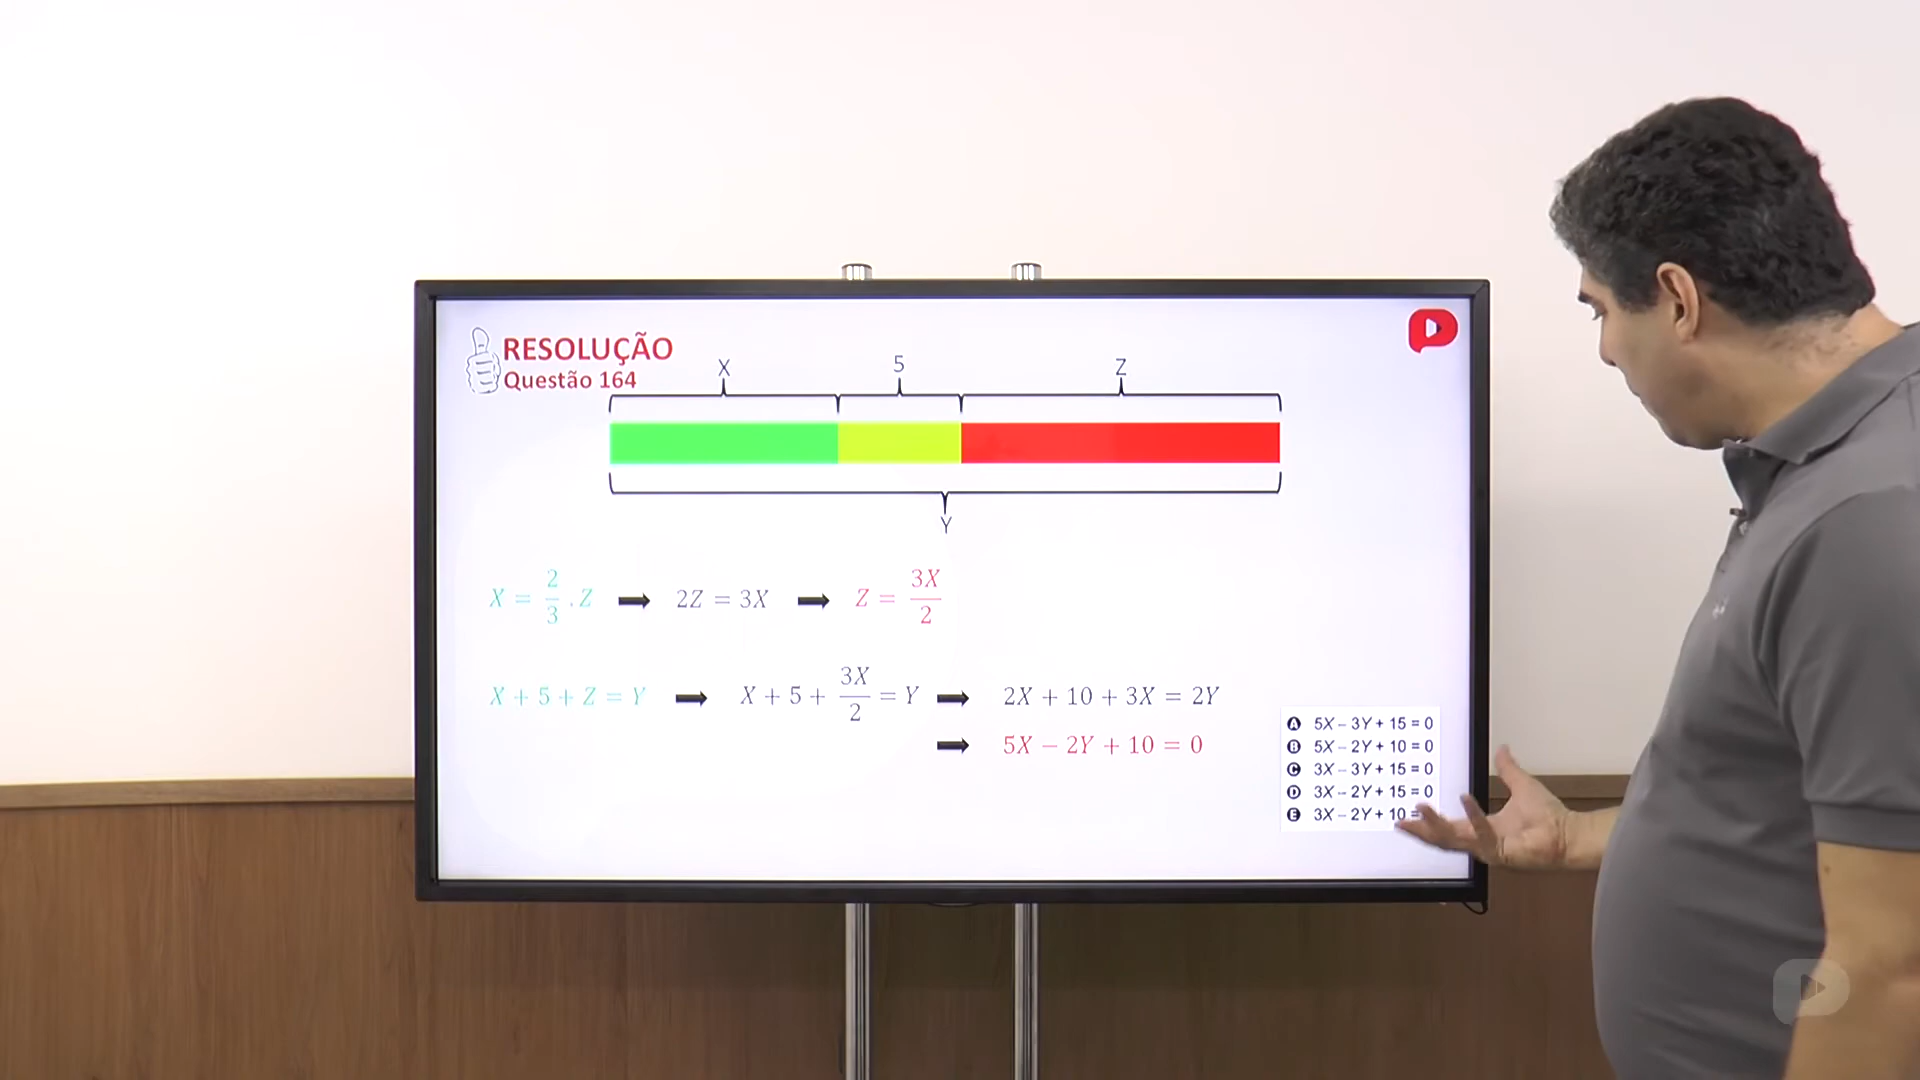 RESOLUÇÃO
Questão 164
X 5 Z
Y
X = 2/3 . Z ➡ 2Z = 3X ➡ Z = 3X/2
X + 5 + Z = Y ➡ X + 5 + 3X/2 = Y ➡ 2X + 10 + 3X = 2Y
➡ 5X − 2Y + 10 = 0
A 5X – 3Y + 15 = 0
B 5X – 2Y + 10 = 0
C 3X – 3Y + 15 = 0
D 3X – 2Y + 15 = 0
E 3X – 2Y + 10 =